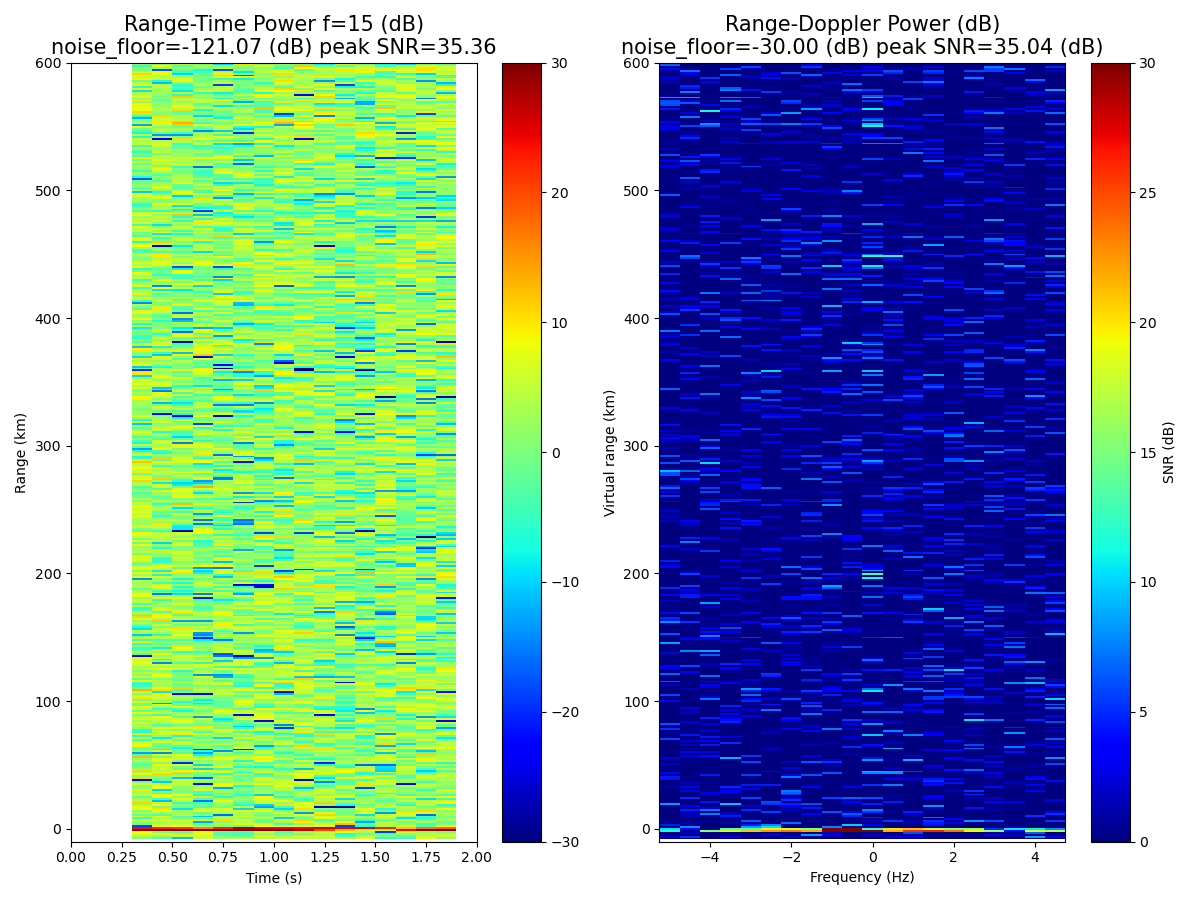 Range-Time Power f=15 (dB)
noise_floor=-121.07 (dB) peak SNR=35.36
600
500
400
300
200
100
0
Range (km)
0.00 0.25 0.50 0.75 1.00 1.25 1.50 1.75 2.00
Time (s)
30
20
10
0
−10
−20
−30
Range-Doppler Power (dB)
noise_floor=-30.00 (dB) peak SNR=35.04 (dB)
600
500
400
300
200
100
0
Virtual range (km)
−4 −2 0 2 4
Frequency (Hz)
30
25
20
15
10
5
0
SNR (dB)